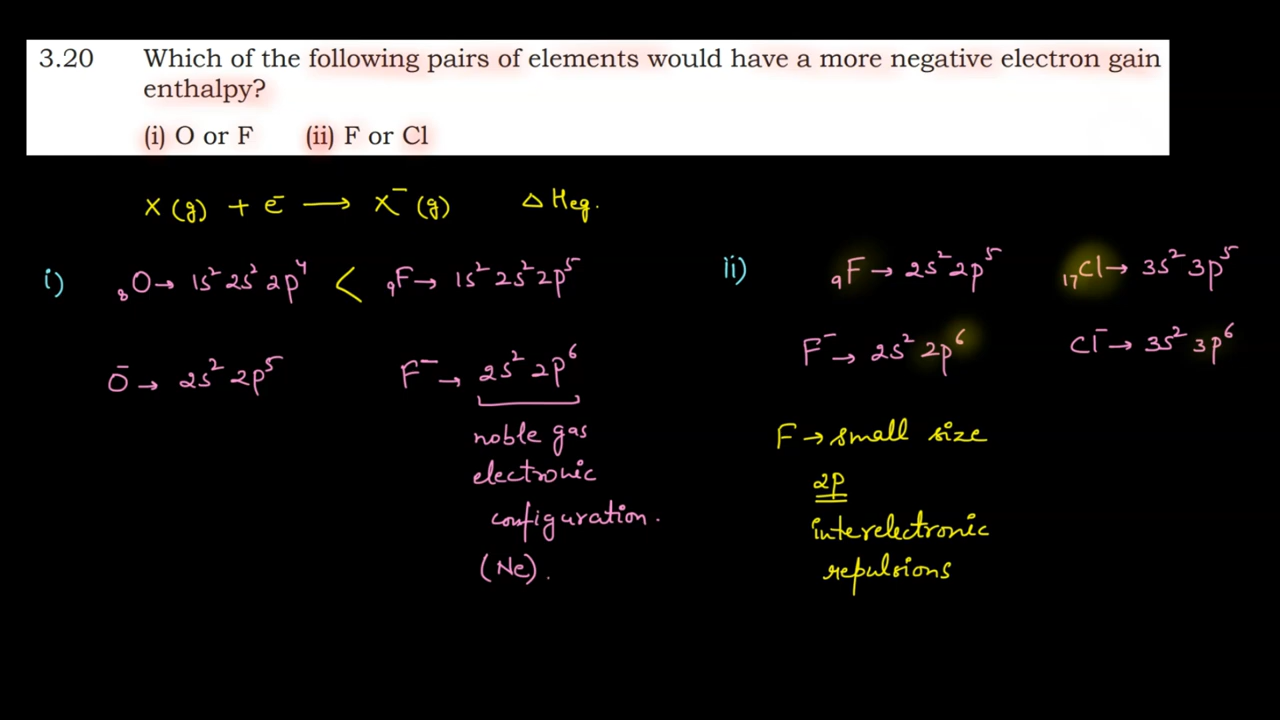 3.20 Which of the following pairs of elements would have a more negative electron gain
enthalpy?
(i) O or F (ii) F or Cl
X (g) + e⁻ ⟶ X⁻ (g) Δ Heg.
i) ₈O → 1s² 2s² 2p⁴ < ₉F → 1s² 2s² 2p⁵
O⁻ → 2s² 2p⁵ F⁻ → 2s² 2p⁶
noble gas
electronic
configuration.
(Ne).
ii) ₉F → 2s² 2p⁵ ₁₇Cl → 3s² 3p⁵
F⁻ → 2s² 2p⁶ Cl⁻ → 3s² 3p⁶
F → small size
2p
interelectronic
repulsions